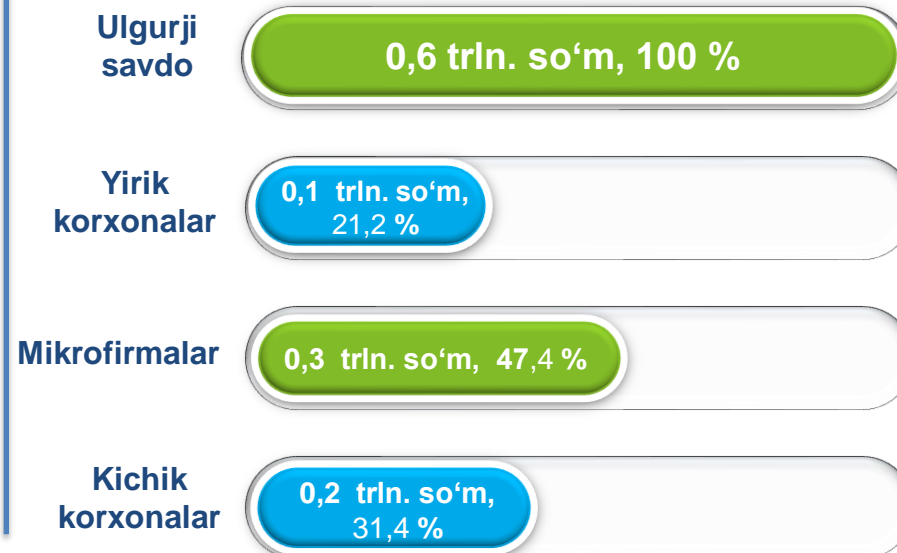 Ulgurji
savdo
0,6 trln. so‘m, 100 %
Yirik
korxonalar
0,1 trln. so‘m,
21,2 %
Mikrofirmalar
0,3 trln. so‘m, 47,4 %
Kichik
korxonalar
0,2 trln. so‘m,
31,4 %